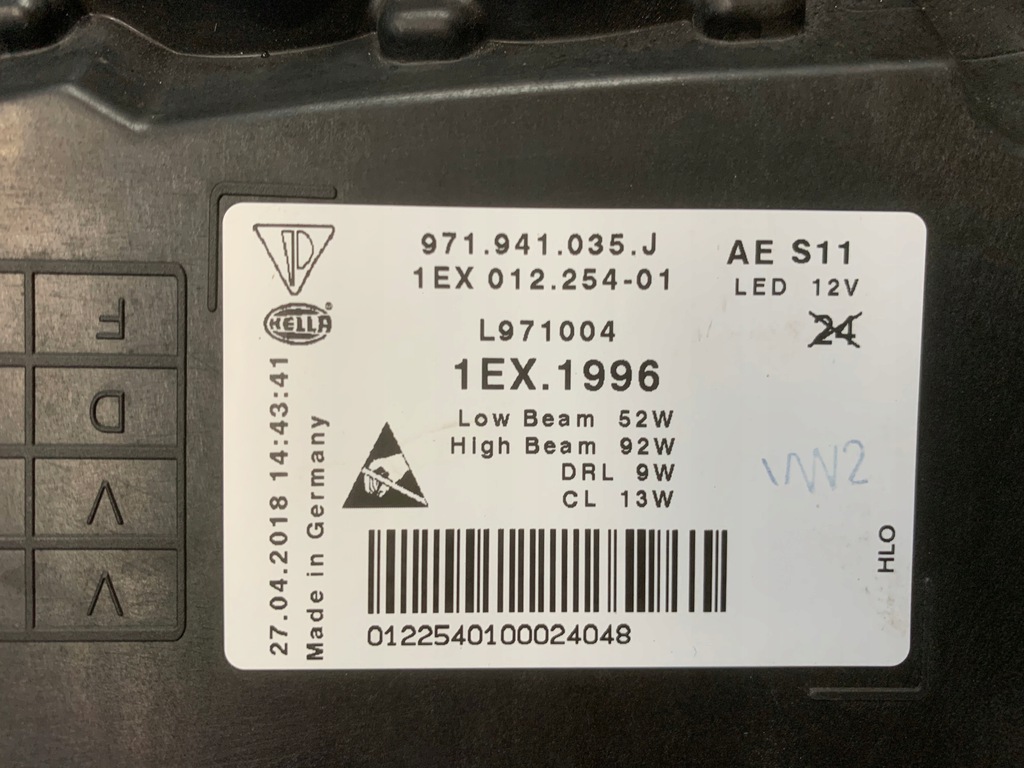 971.941.035.J
1EX 012.254-01
AE S11
LED 12V
24
HELLA
L971004
1EX.1996
Low Beam 52W
High Beam 92W
DRL 9W
CL 13W
27.04.2018 14:43:41
Made in Germany
HLO
0122540100024048
F
D
V
V